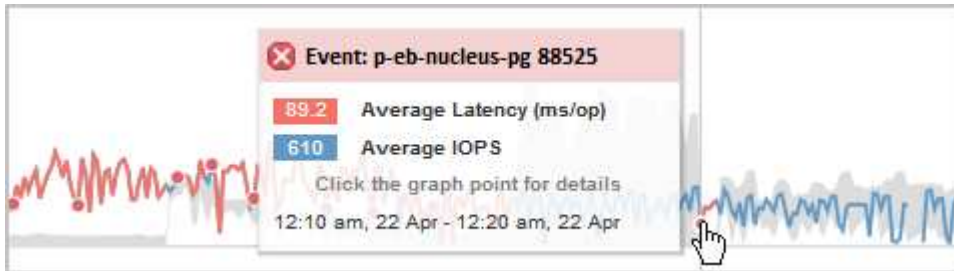 Event: p-eb-nucleus-pg 88525
89.2 Average Latency (ms/op)
610 Average IOPS
Click the graph point for details
12:10 am, 22 Apr - 12:20 am, 22 Apr